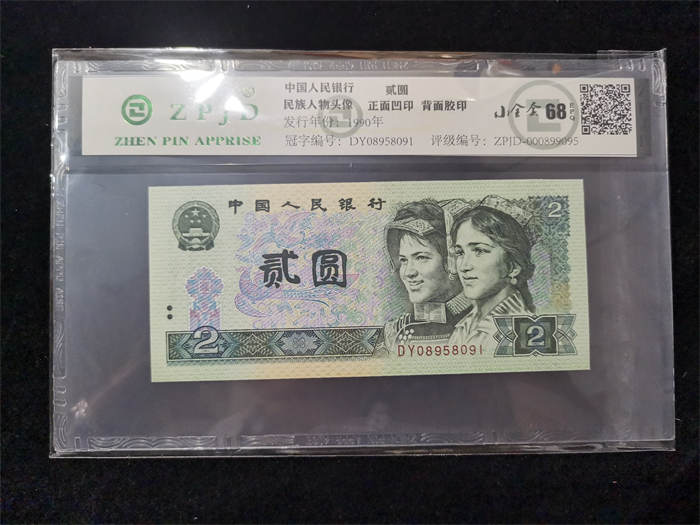 ZPJD
ZHEN PIN APPRISE
中国人民银行 贰圆
民族人物头像 正面凹印 背面胶印
发行年份: 1990年
冠字编号: DY08958091 评级编号: ZPJD-000899095
68
EPQ
中国人民银行
2
贰圆
2
DY08958091
2